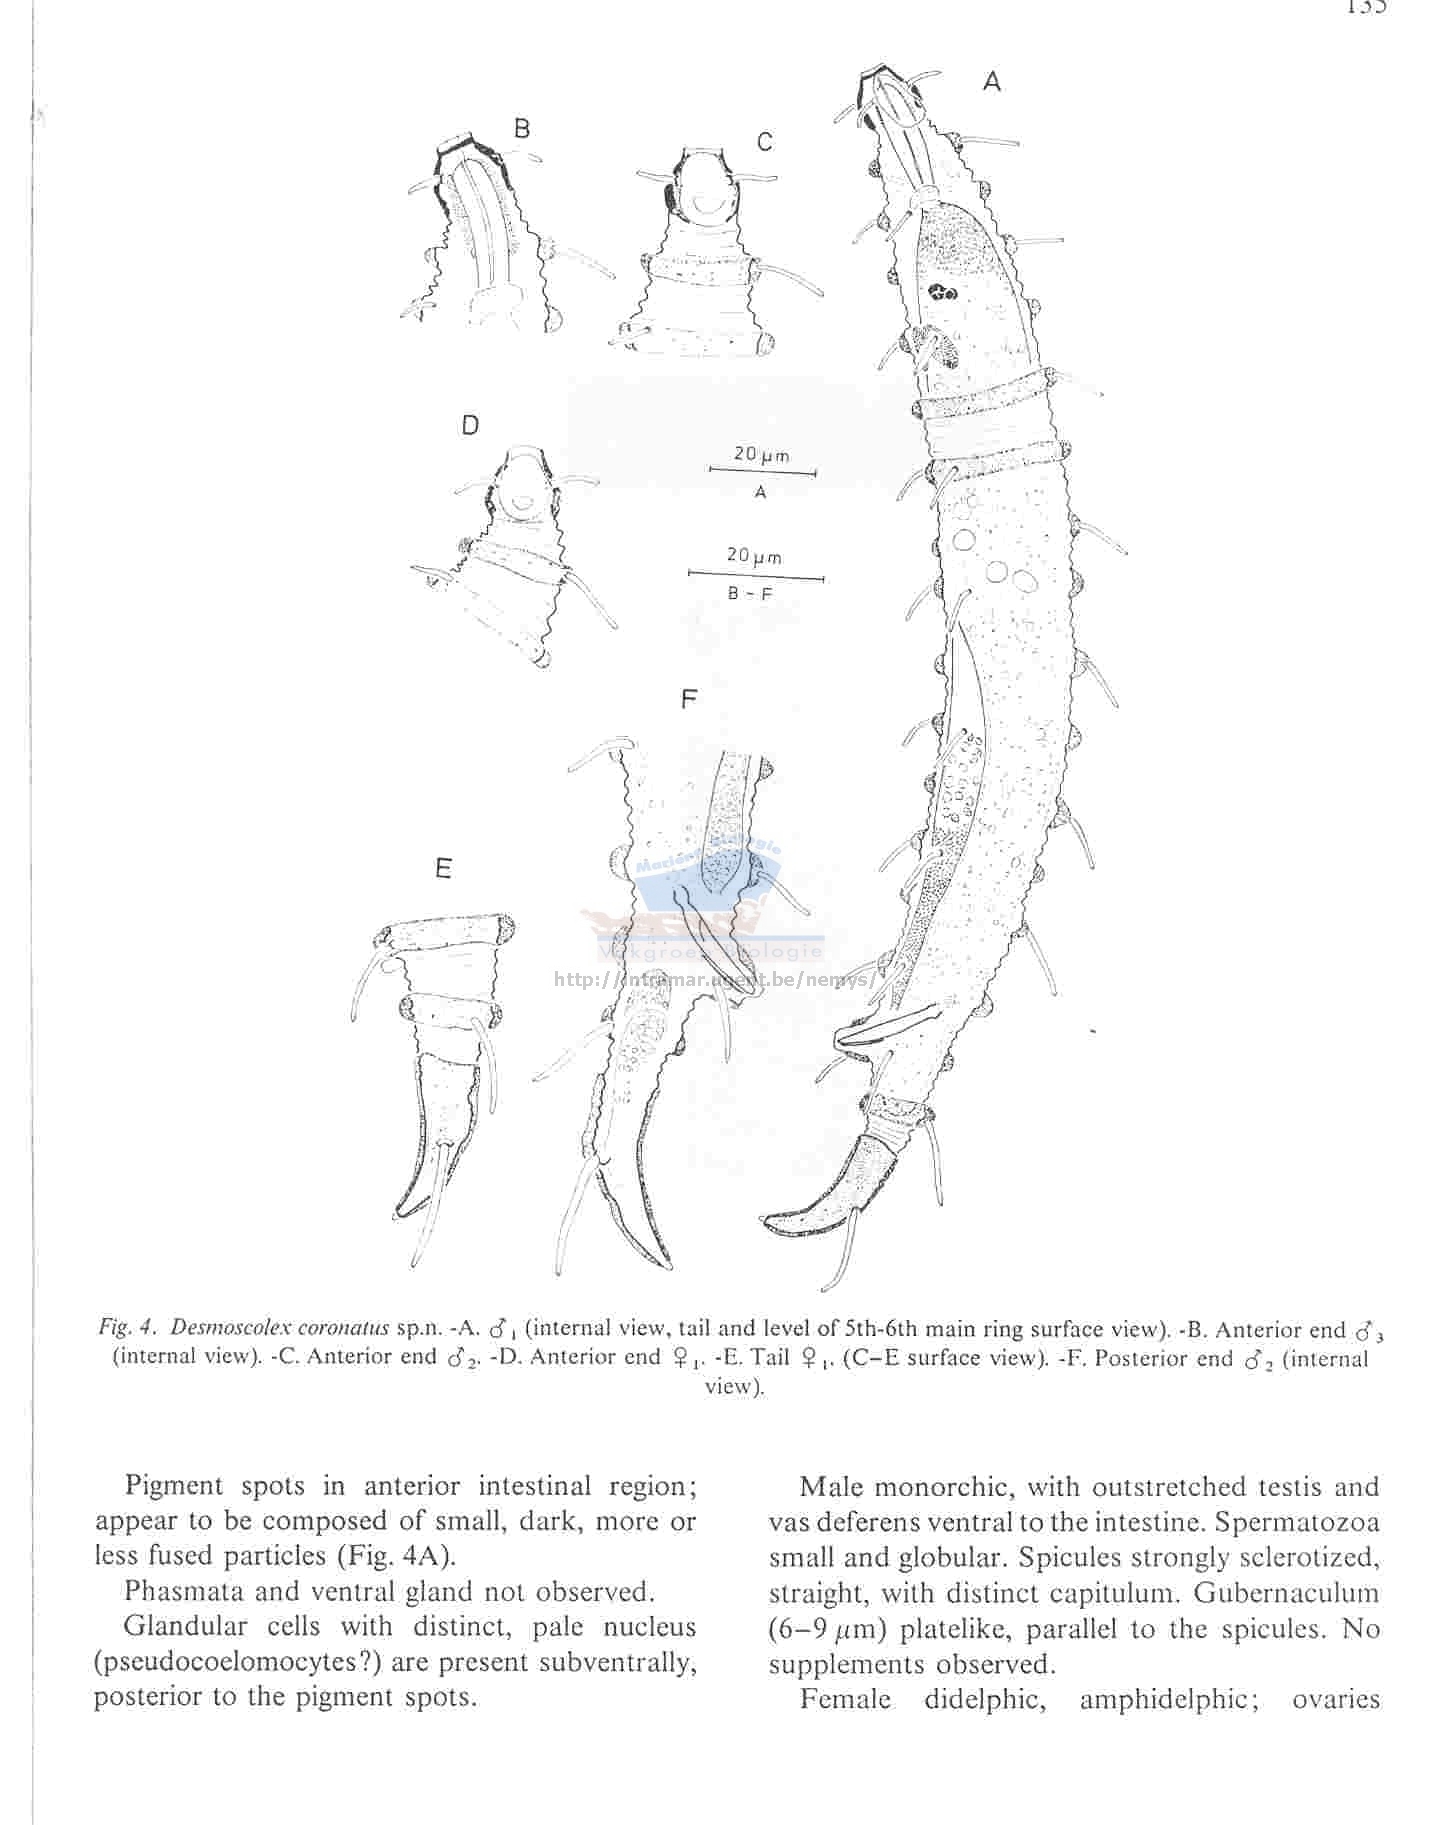 135
A
B
C
D
20 µm
A
20 µm
B - F
F
E
http://intramar.ugent.be/nemys/
Fig. 4. Desmoscolex coronatus sp.n. -A. ♂1 (internal view, tail and level of 5th-6th main ring surface view). -B. Anterior end ♂3
(internal view). -C. Anterior end ♂2. -D. Anterior end ♀1. -E. Tail ♀1. (C–E surface view). -F. Posterior end ♂2 (internal
view).
Pigment spots in anterior intestinal region;
appear to be composed of small, dark, more or
less fused particles (Fig. 4A).
Phasmata and ventral gland not observed.
Glandular cells with distinct, pale nucleus
(pseudocoelomocytes?) are present subventrally,
posterior to the pigment spots.
Male monorchic, with outstretched testis and
vas deferens ventral to the intestine. Spermatozoa
small and globular. Spicules strongly sclerotized,
straight, with distinct capitulum. Gubernaculum
(6–9 µm) platelike, parallel to the spicules. No
supplements observed.
Female didelphic, amphidelphic; ovaries